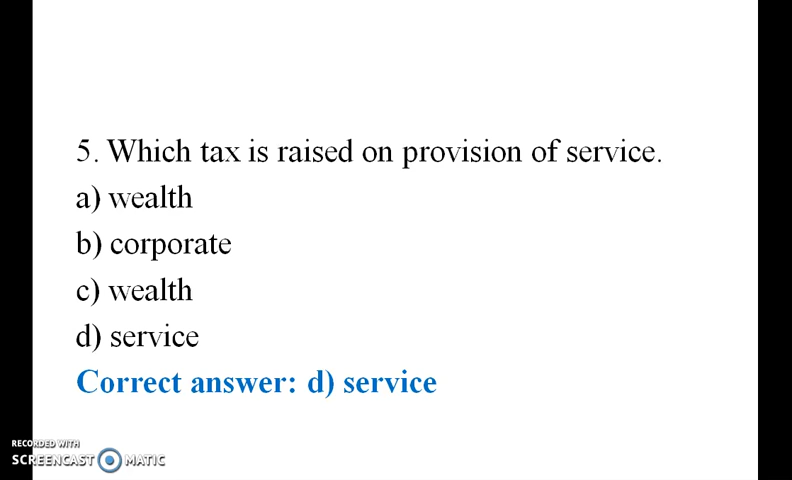 5. Which tax is raised on provision of service.
a) wealth
b) corporate
c) wealth
d) service
Correct answer: d) service
RECORDED WITH
SCREENCAST MATIC